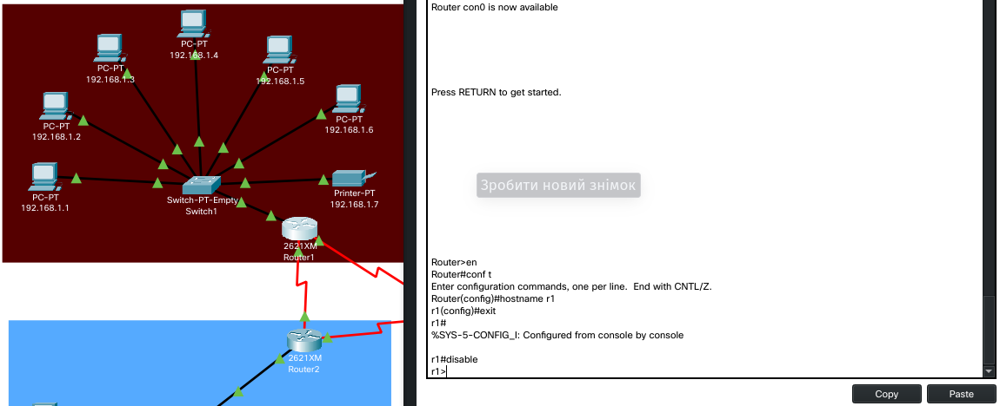 PC-PT
192.168.1.4
PC-PT
192.168.1.3
PC-PT
192.168.1.5
PC-PT
192.168.1.2
PC-PT
192.168.1.6
PC-PT
192.168.1.1
Switch-PT-Empty
Switch1
Printer-PT
192.168.1.7
2621XM
Router1
2621XM
Router2
Router con0 is now available
Press RETURN to get started.
Зробити новий знімок
Router>en
Router#conf t
Enter configuration commands, one per line.  End with CNTL/Z.
Router(config)#hostname r1
r1(config)#exit
r1#
%SYS-5-CONFIG_I: Configured from console by console
r1#disable
r1>
Copy
Paste